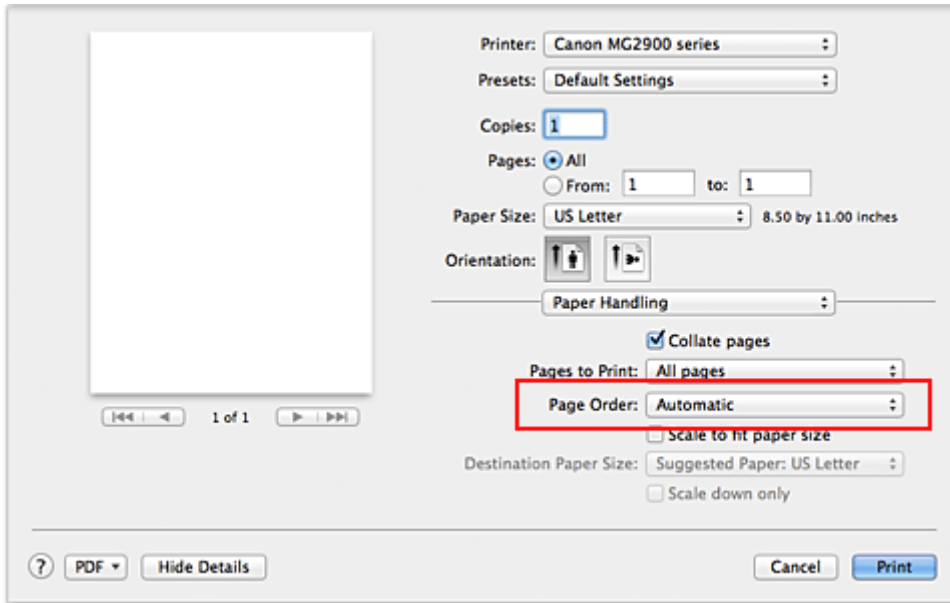 Printer: Canon MG2900 series
Presets: Default Settings
Copies: 1
Pages: All
From: 1 to: 1
Paper Size: US Letter 8.50 by 11.00 inches
Orientation:
Paper Handling
Collate pages
Pages to Print: All pages
Page Order: Automatic
Scale to fit paper size
Destination Paper Size: Suggested Paper: US Letter
Scale down only
1 of 1
? PDF Hide Details Cancel Print